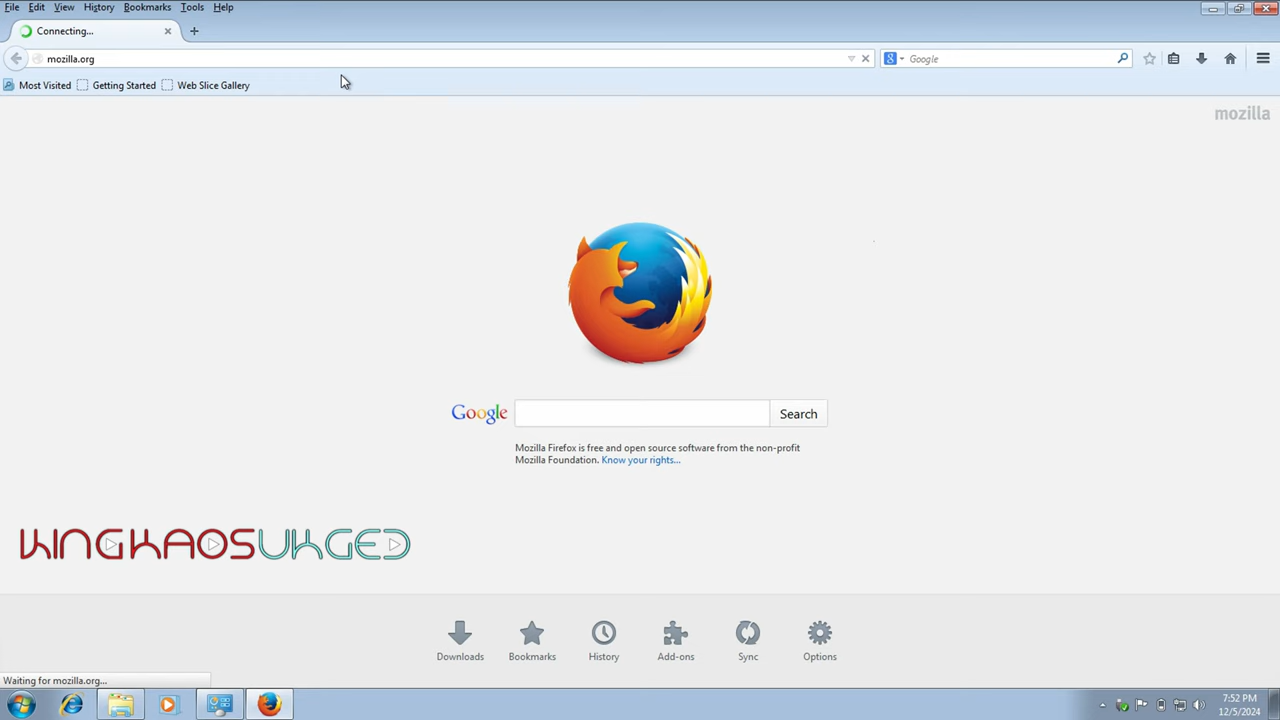 File Edit View History Bookmarks Tools Help
Connecting...
mozilla.org
Google
Most Visited Getting Started Web Slice Gallery
mozilla
Google
Search
Mozilla Firefox is free and open source software from the non-profit
Mozilla Foundation. Know your rights...
KINGKAOSUKGED
Downloads Bookmarks History Add-ons Sync Options
Waiting for mozilla.org...
7:52 PM
12/5/2024